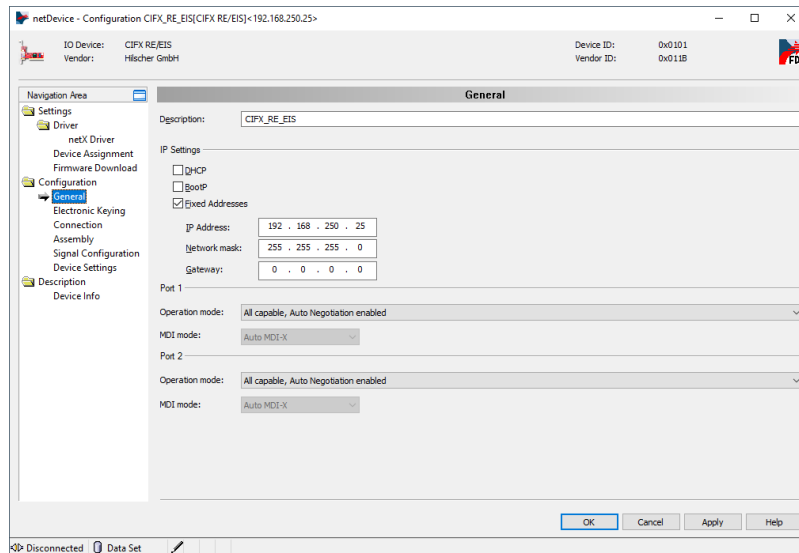 netDevice - Configuration CIFX_RE_EIS[CIFX RE/EIS]<192.168.250.25>
IO Device: CIFX RE/EIS Device ID: 0x0101
Vendor: Hilscher GmbH Vendor ID: 0x011B
FD
Navigation Area
General
Settings
Driver
netX Driver
Device Assignment
Firmware Download
Configuration
General
Electronic Keying
Connection
Assembly
Signal Configuration
Device Settings
Description
Device Info
Description: CIFX_RE_EIS
IP Settings
DHCP
BootP
Fixed Addresses
IP Address: 192 . 168 . 250 . 25
Network mask: 255 . 255 . 255 . 0
Gateway: 0 . 0 . 0 . 0
Port 1
Operation mode: All capable, Auto Negotiation enabled
MDI mode: Auto MDI-X
Port 2
Operation mode: All capable, Auto Negotiation enabled
MDI mode: Auto MDI-X
OK Cancel Apply Help
Disconnected Data Set